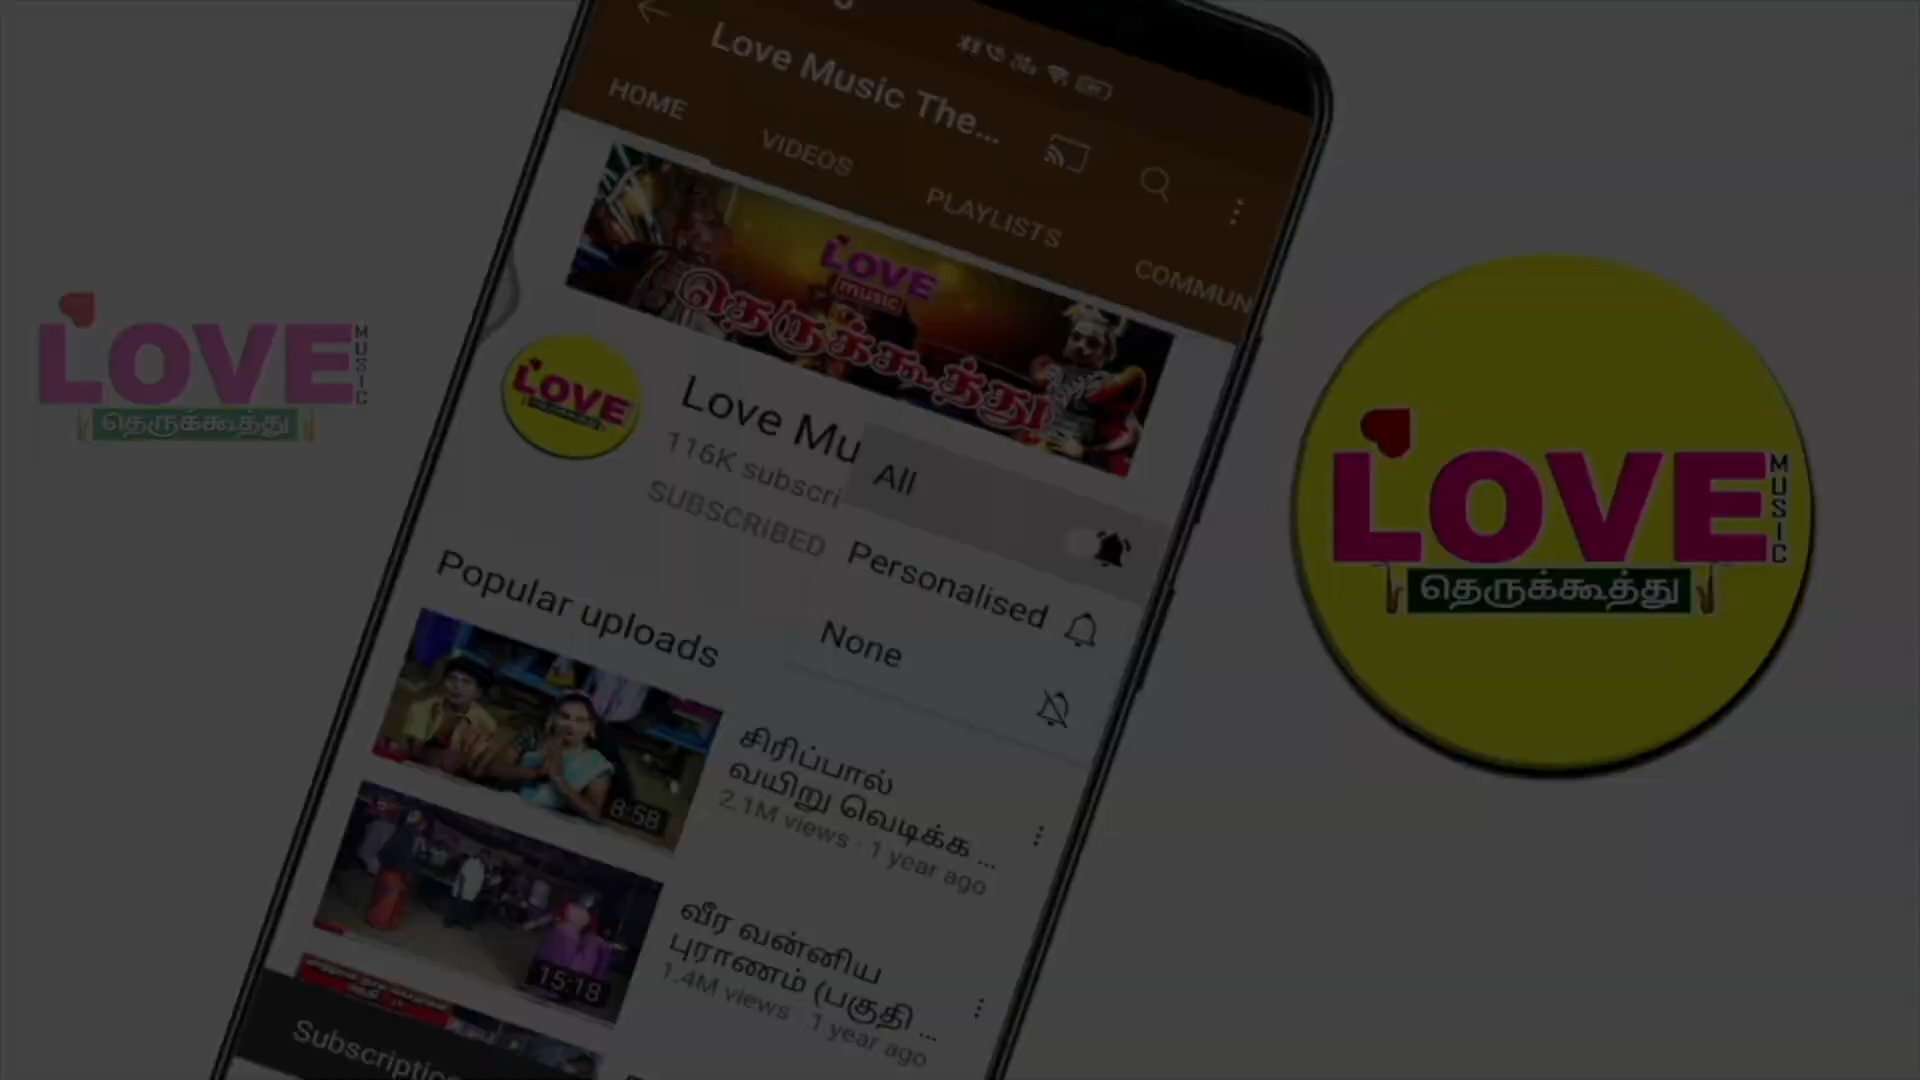 Love Music The...
HOME
VIDEOS
PLAYLISTS
COMMUN
LOVE
music
தெருக்கூத்து
LOVE MUSIC
தெருக்கூத்து
LOVE
Love Mu
116K subscri
SUBSCRIBED
All
Personalised
None
Popular uploads
8:58
சிரிப்பால்
வயிறு வெடிக்க ...
2.1M views · 1 year ago
15:18
வீர வன்னிய
புராணம் (பகுதி ...
1.4M views · 1 year ago
Subscriptio
LOVE MUSIC
தெருக்கூத்து